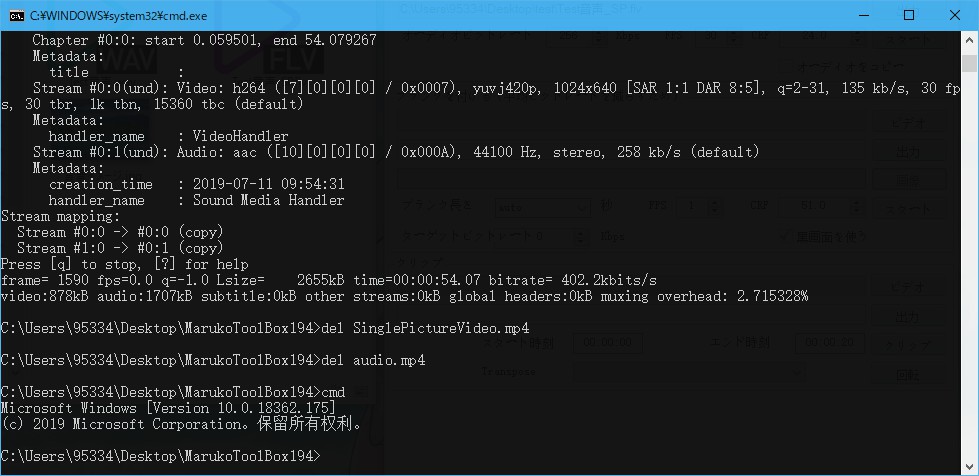 C:¥WINDOWS¥system32¥cmd.exe
Chapter #0:0: start 0.059501, end 54.079267
Metadata:
title :
Stream #0:0(und): Video: h264 ([7][0][0][0] / 0x0007), yuvj420p, 1024x640 [SAR 1:1 DAR 8:5], q=2-31, 135 kb/s, 30 fp
s, 30 tbr, 1k tbn, 15360 tbc (default)
Metadata:
handler_name : VideoHandler
Stream #0:1(und): Audio: aac ([10][0][0][0] / 0x000A), 44100 Hz, stereo, 258 kb/s (default)
Metadata:
creation_time : 2019-07-11 09:54:31
handler_name : Sound Media Handler
Stream mapping:
Stream #0:0 -> #0:0 (copy)
Stream #1:0 -> #0:1 (copy)
Press [q] to stop, [?] for help
frame= 1590 fps=0.0 q=-1.0 Lsize= 2655kB time=00:00:54.07 bitrate= 402.2kbits/s
video:878kB audio:1707kB subtitle:0kB other streams:0kB global headers:0kB muxing overhead: 2.715328%
C:\Users\95334\Desktop\MarukoToolBox194>del SinglePictureVideo.mp4
C:\Users\95334\Desktop\MarukoToolBox194>del audio.mp4
C:\Users\95334\Desktop\MarukoToolBox194>cmd
Microsoft Windows [Version 10.0.18362.175]
(c) 2019 Microsoft Corporation。保留所有权利。
C:\Users\95334\Desktop\MarukoToolBox194>